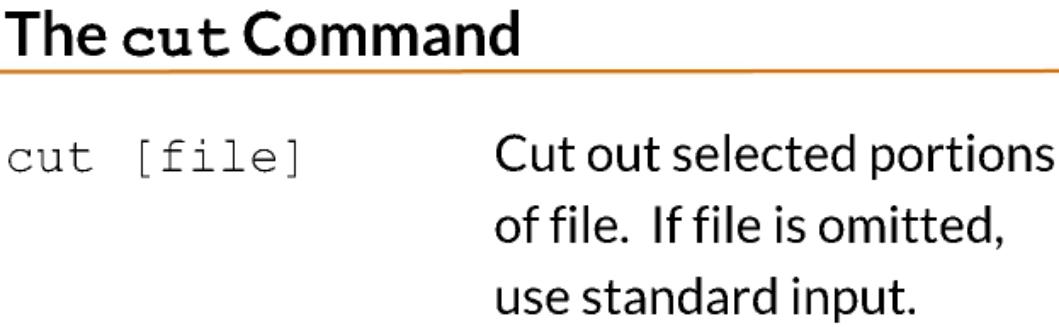 The cut Command
cut [file] Cut out selected portions
of file. If file is omitted,
use standard input.